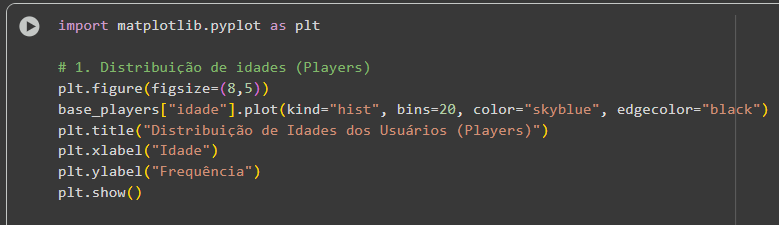 import matplotlib.pyplot as plt
# 1. Distribuição de idades (Players)
plt.figure(figsize=(8,5))
base_players["idade"].plot(kind="hist", bins=20, color="skyblue", edgecolor="black")
plt.title("Distribuição de Idades dos Usuários (Players)")
plt.xlabel("Idade")
plt.ylabel("Frequência")
plt.show()